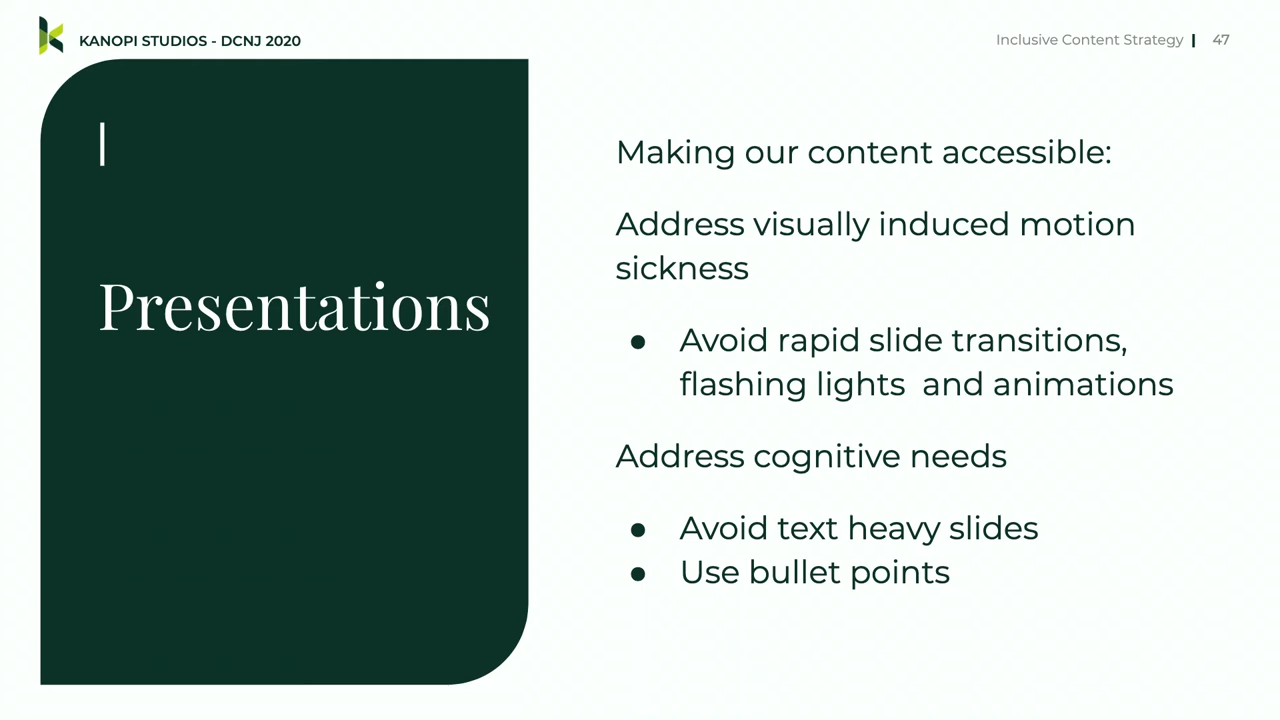 KANOPI STUDIOS - DCNJ 2020
Inclusive Content Strategy | 47
Presentations
Making our content accessible:
Address visually induced motion
sickness
● Avoid rapid slide transitions,
flashing lights  and animations
Address cognitive needs
● Avoid text heavy slides
● Use bullet points